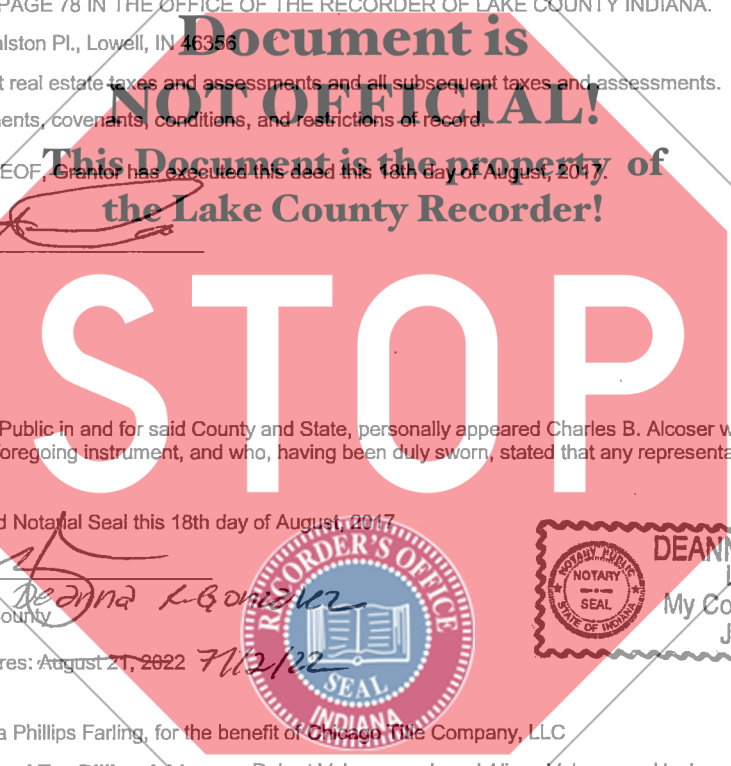 PAGE 78 IN THE OFFICE OF THE RECORDER OF LAKE COUNTY INDIANA.
Document is
alston Pl., Lowell, IN 46356
t real estate taxes and assessments and all subsequent taxes and assessments.
NOT OFFICIAL!
ents, covenants, conditions, and restrictions of record.
This Document is the property of
EOF, Grantor has executed this deed this 18th day of August, 2017.
the Lake County Recorder!
STOP
Public in and for said County and State, personally appeared Charles B. Alcoser w
foregoing instrument, and who, having been duly sworn, stated that any representa
d Notarial Seal this 18th day of August, 2017
RECORDER'S OFFICE
SEAL
INDIANA
DEANN
NOTARY PUBLIC
NOTARY
SEAL
STATE OF INDIANA
My Co
J
Deanna L Gonzalez
ounty
res: August 21, 2022 7/12/22
a Phillips Farling, for the benefit of Chicago Title Company, LLC